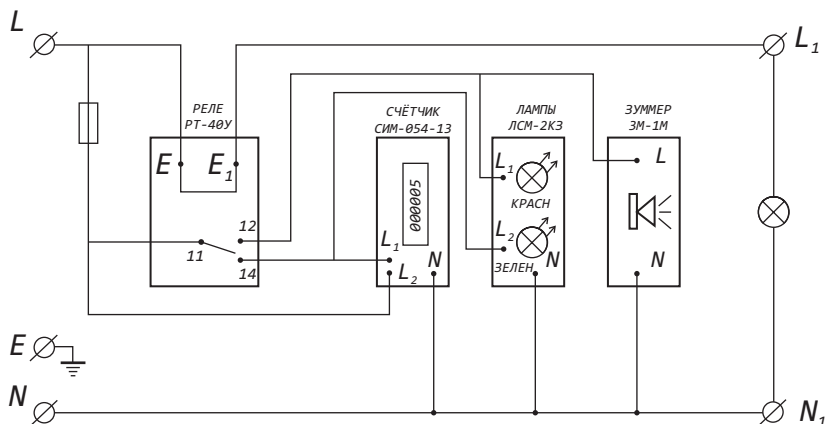 L
L₁
РЕЛЕ
РТ-40У
СЧЁТЧИК
СИМ-054-13
ЛАМПЫ
ЛСМ-2КЗ
ЗУММЕР
ЗМ-1М
E
E₁
12
11
14
000005
L₁
L₂
N
L₁
КРАСН
L₂
ЗЕЛЕН
N
L
N
E
N
N₁